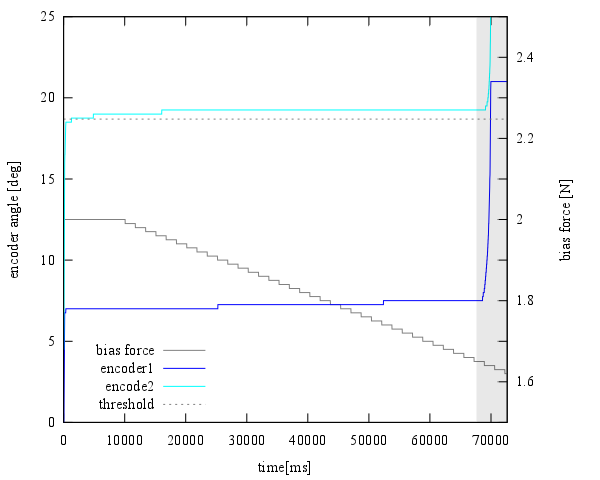 25
20
15
10
5
0
encoder angle [deg]
2.4
2.2
2
1.8
1.6
bias force [N]
bias force
encoder1
encode2
threshold
0 10000 20000 30000 40000 50000 60000 70000
time[ms]